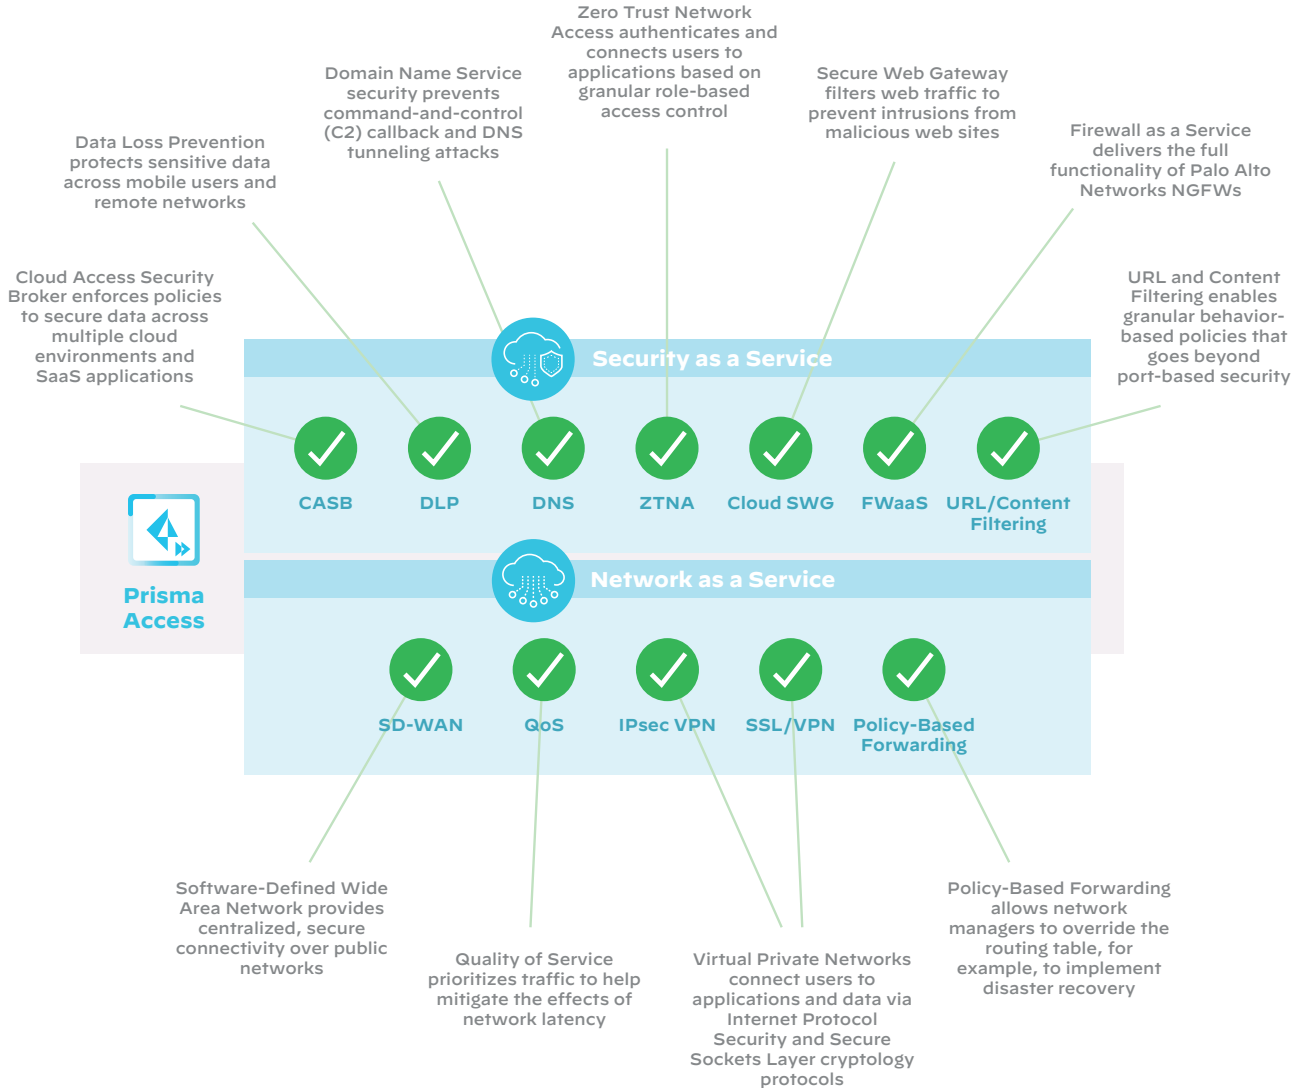 Zero Trust Network
Access authenticates and
connects users to
applications based on
granular role-based
access control
Domain Name Service
security prevents
command-and-control
(C2) callback and DNS
tunneling attacks
Secure Web Gateway
filters web traffic to
prevent intrusions from
malicious web sites
Data Loss Prevention
protects sensitive data
across mobile users and
remote networks
Firewall as a Service
delivers the full
functionality of Palo Alto
Networks NGFWs
Cloud Access Security
Broker enforces policies
to secure data across
multiple cloud
environments and
SaaS applications
URL and Content
Filtering enables
granular behavior-
based policies that
goes beyond
port-based security
Security as a Service
CASB
DLP
DNS
ZTNA
Cloud SWG
FWaaS
URL/Content
Filtering
Prisma
Access
Network as a Service
SD-WAN
QoS
IPsec VPN
SSL/VPN
Policy-Based
Forwarding
Software-Defined Wide
Area Network provides
centralized, secure
connectivity over public
networks
Quality of Service
prioritizes traffic to help
mitigate the effects of
network latency
Virtual Private Networks
connect users to
applications and data via
Internet Protocol
Security and Secure
Sockets Layer cryptology
protocols
Policy-Based Forwarding
allows network
managers to override the
routing table, for
example, to implement
disaster recovery